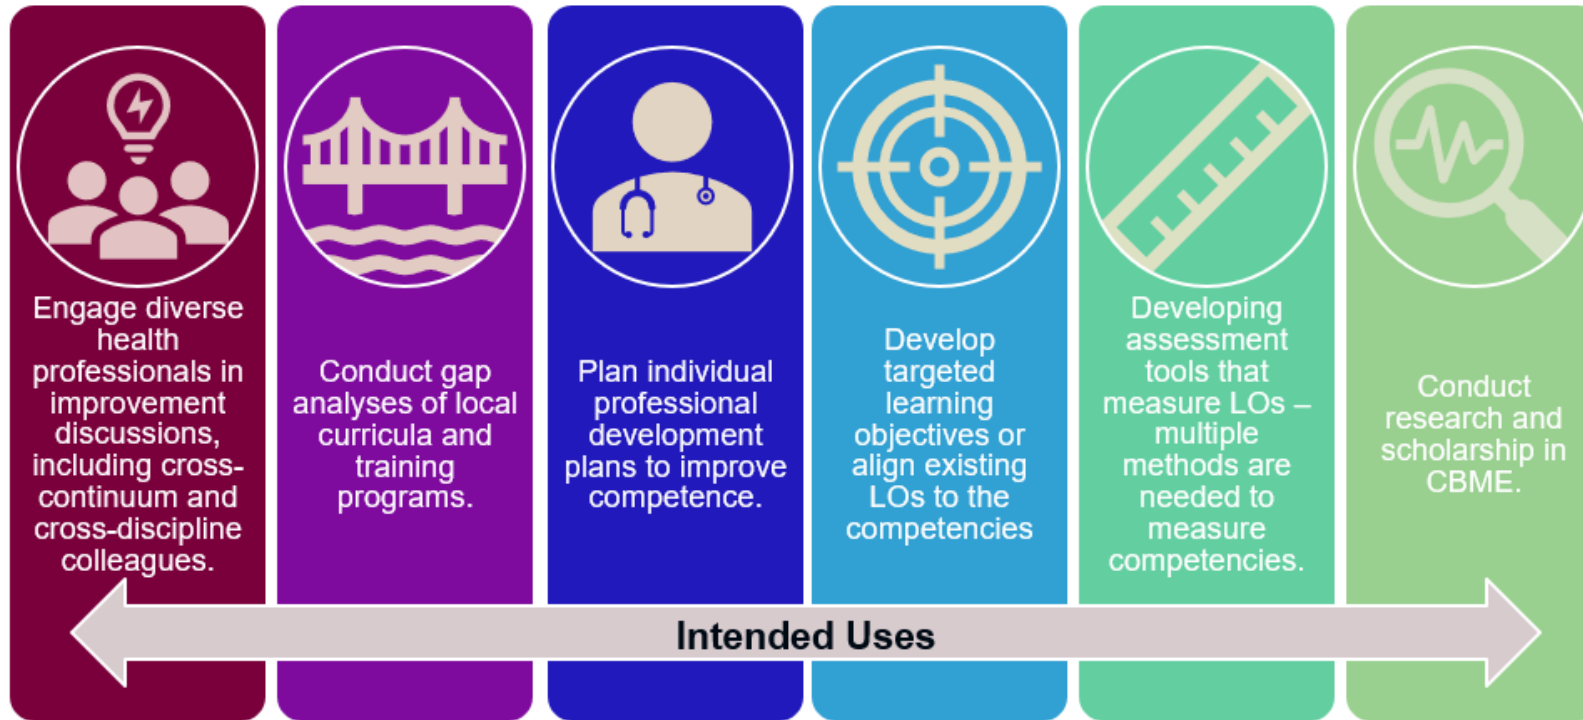 Engage diverse
health
professionals in
improvement
discussions,
including cross-
continuum and
cross-discipline
colleagues.
Conduct gap
analyses of local
curricula and
training
programs.
Plan individual
professional
development
plans to improve
competence.
Develop
targeted
learning
objectives or
align existing
LOs to the
competencies
Developing
assessment
tools that
measure LOs –
multiple
methods are
needed to
measure
competencies.
Conduct
research and
scholarship in
CBME.
Intended Uses